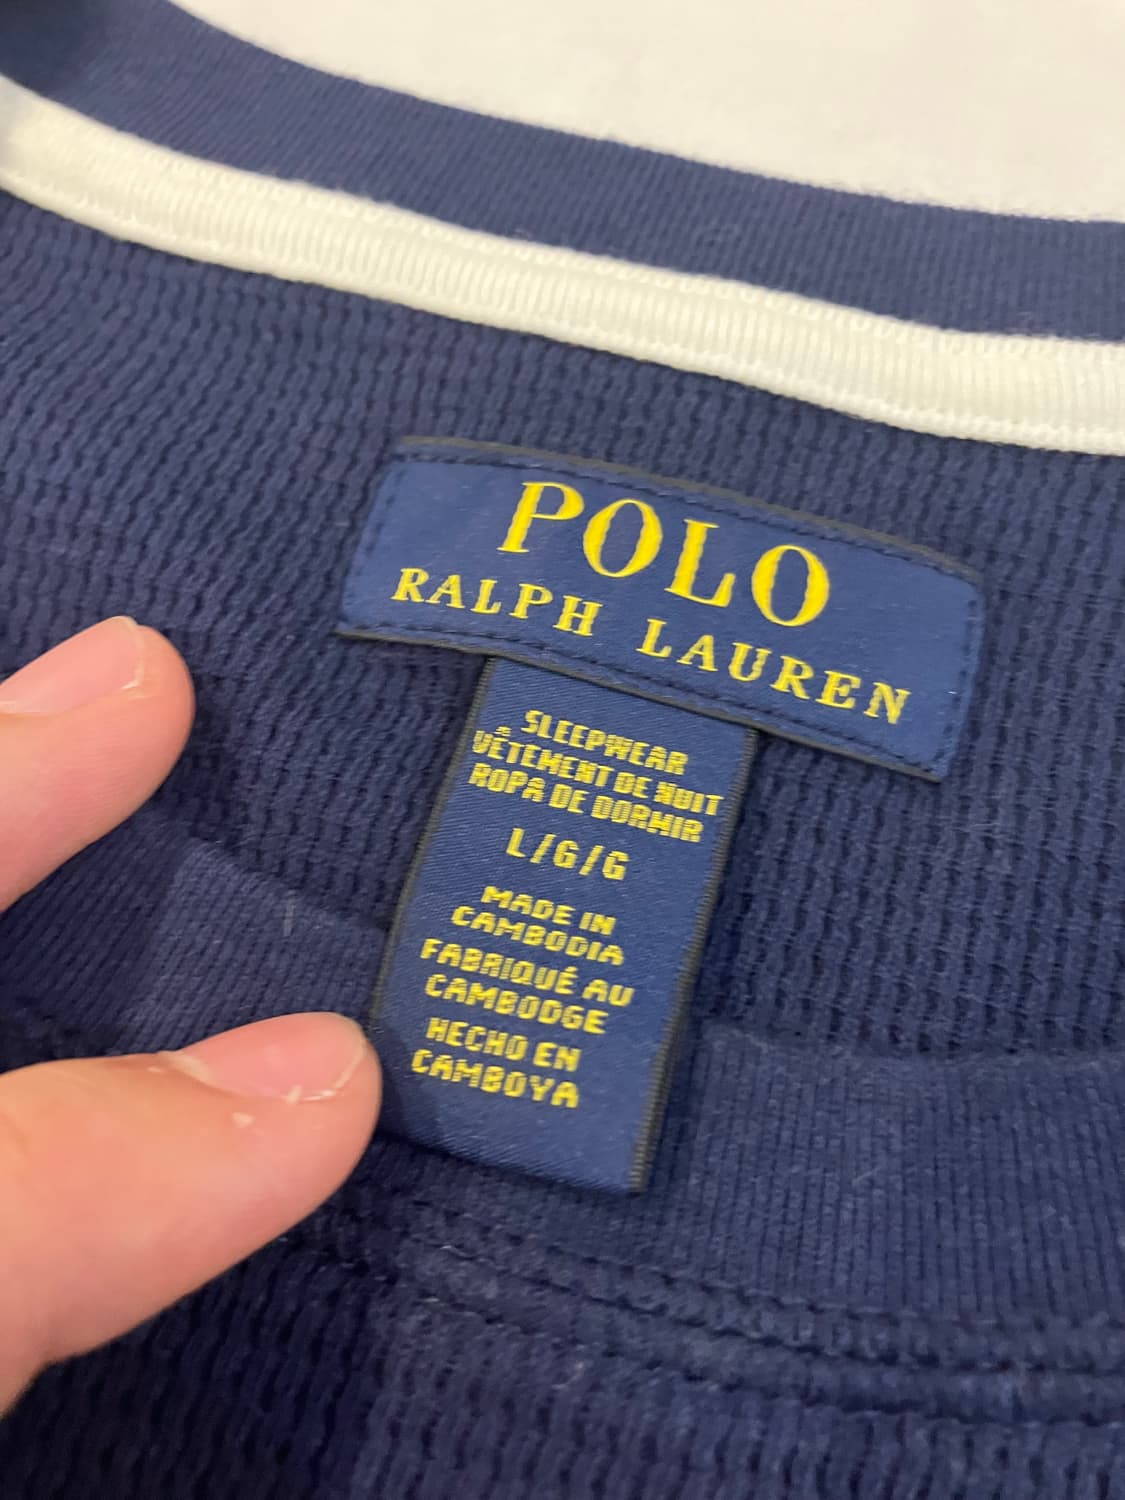 POLO
RALPH LAUREN
SLEEPWEAR
VÊTEMENT DE NUIT
ROPA DE DORMIR
L/G/G
MADE IN
CAMBODIA
FABRIQUÉ AU
CAMBODGE
HECHO EN
CAMBOYA